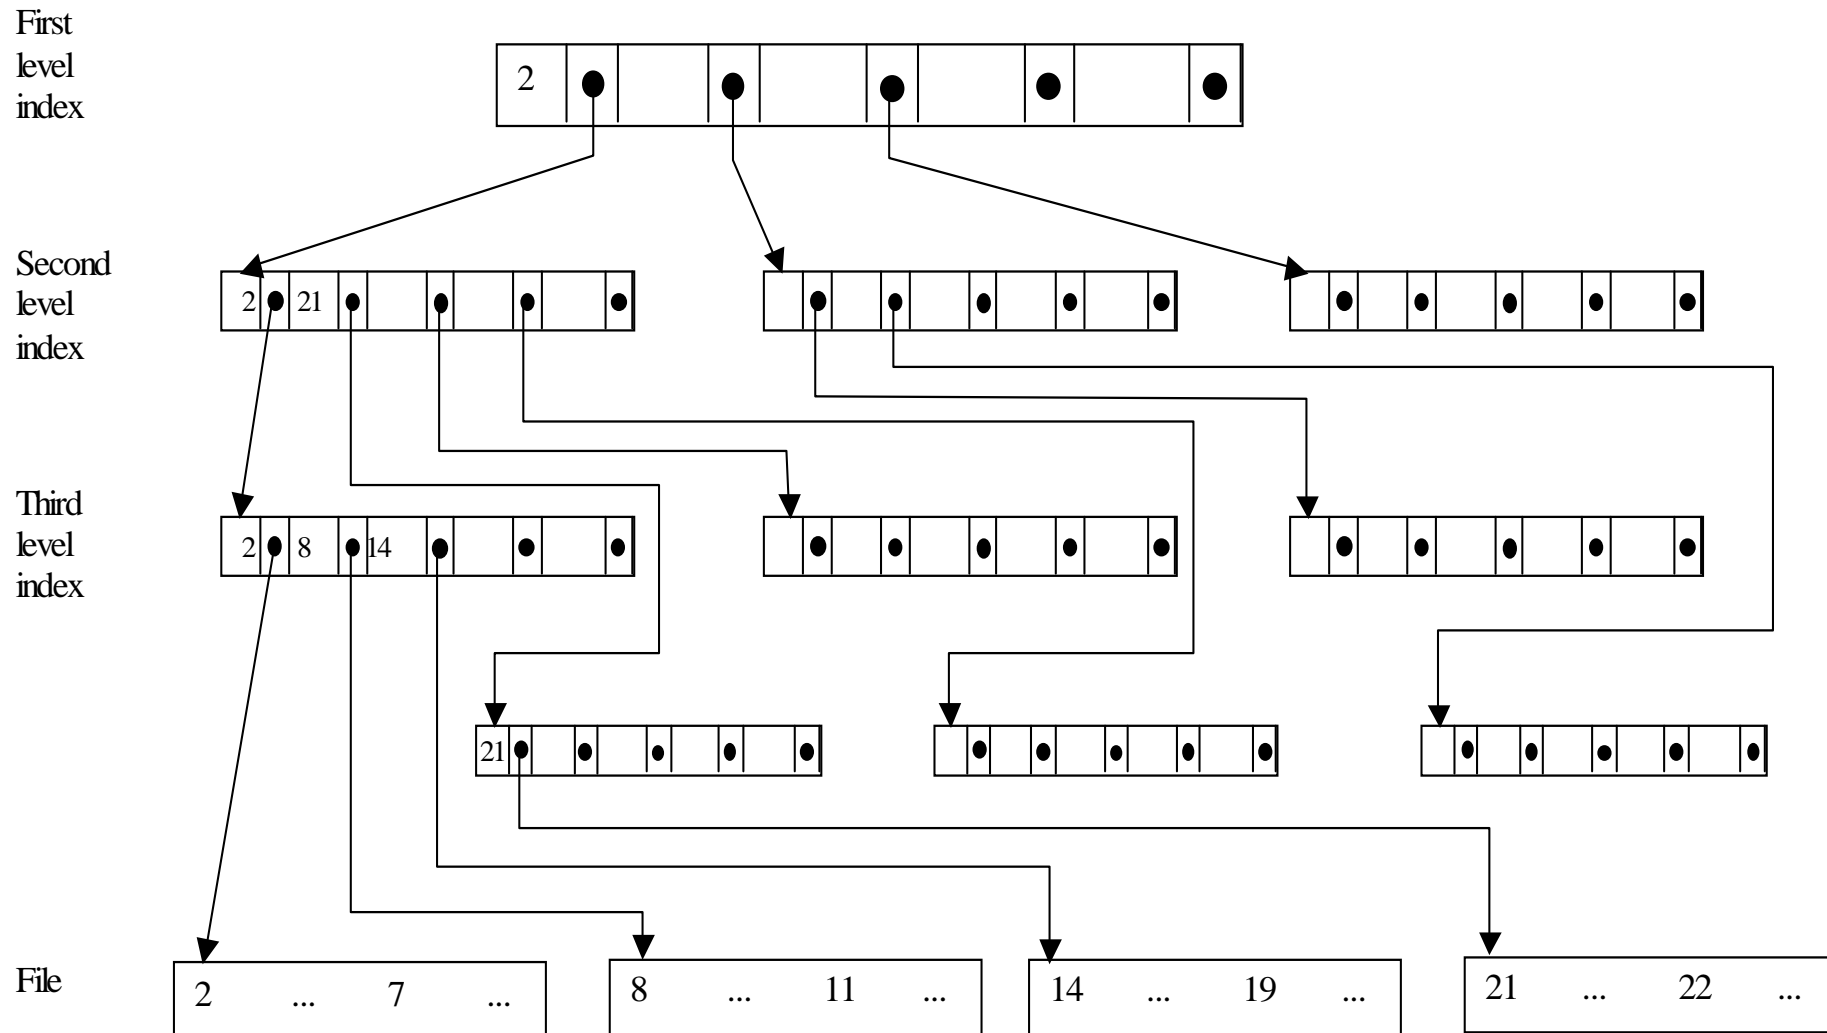 First
level
index
2
Second
level
index
2 21
Third
level
index
2 8 14
21
File
2 ... 7 ...
8 ... 11 ...
14 ... 19 ...
21 ... 22 ...